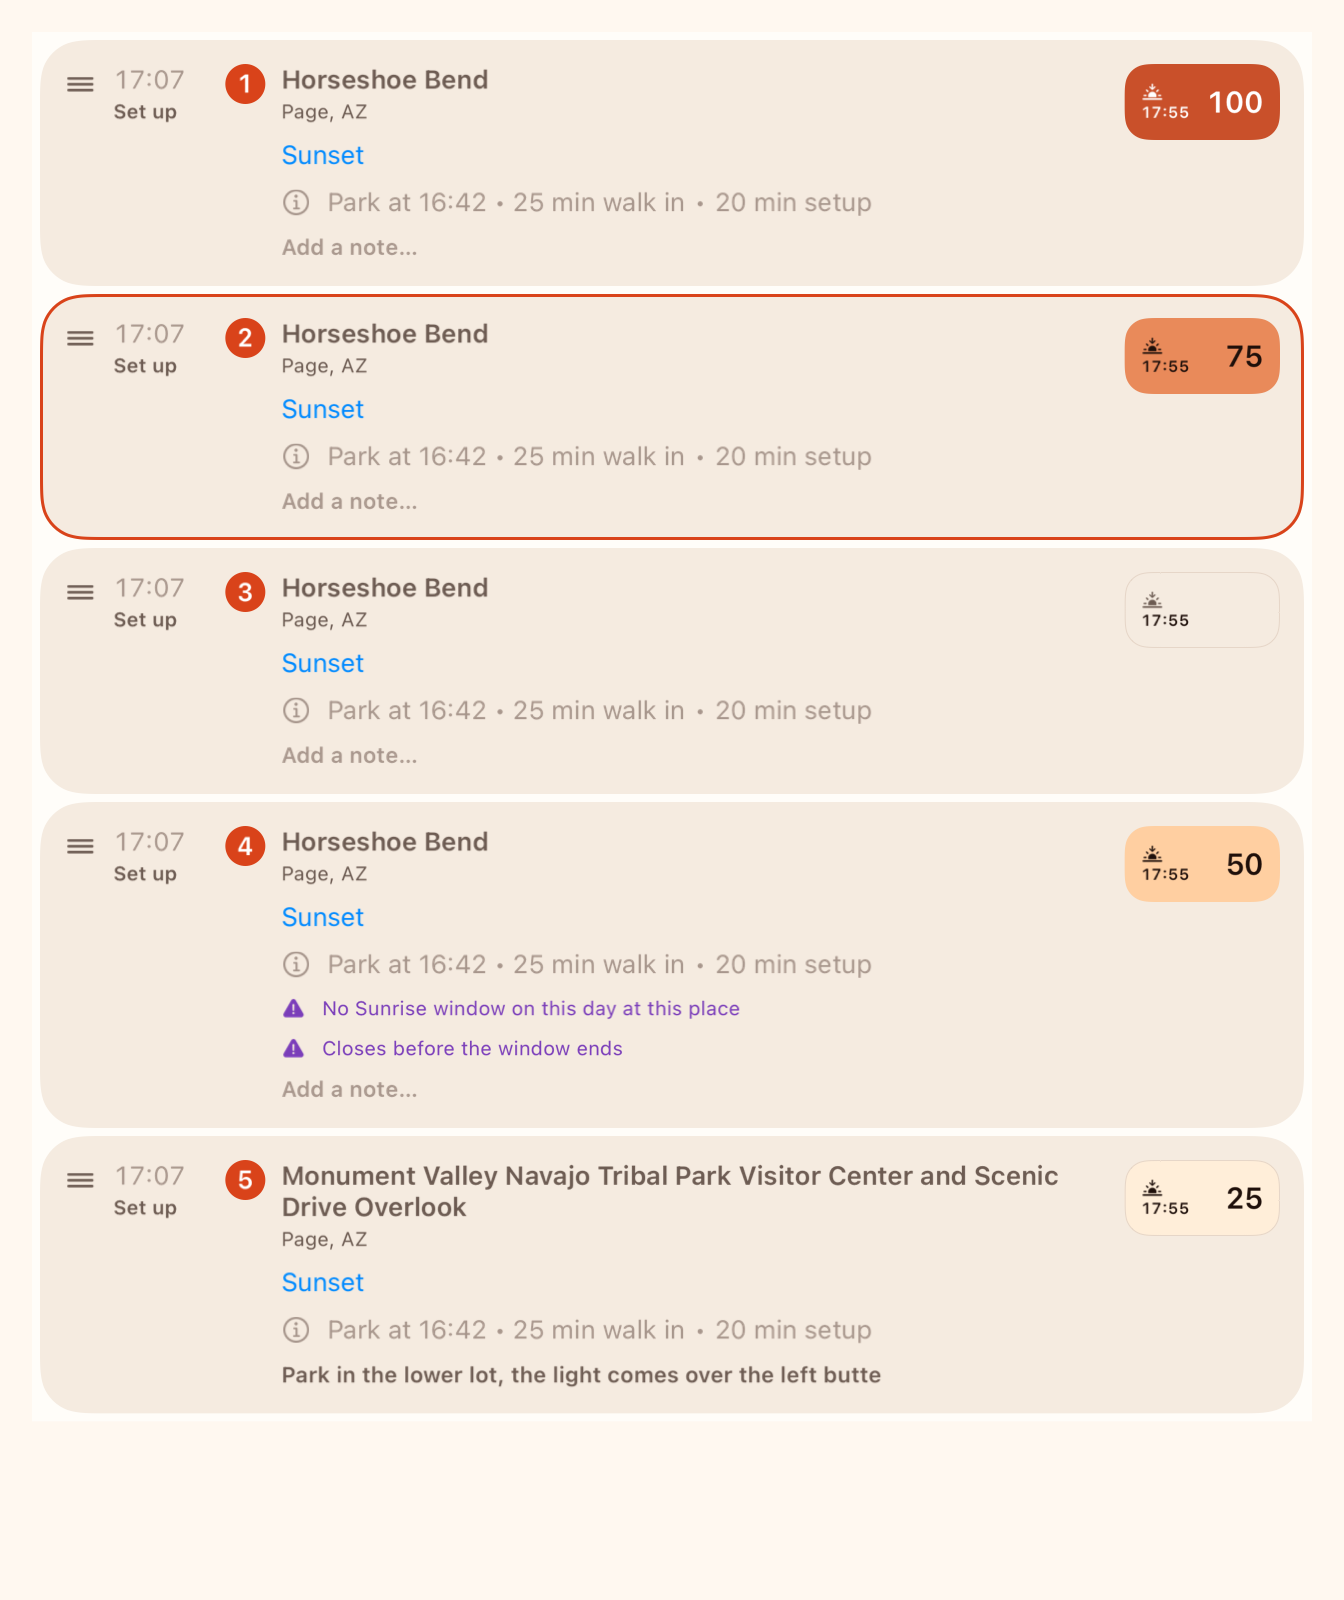 17:07 1 Horseshoe Bend
Set up Page, AZ 17:55 100
Sunset
Park at 16:42 • 25 min walk in • 20 min setup
Add a note...
17:07 2 Horseshoe Bend
Set up Page, AZ 17:55 75
Sunset
Park at 16:42 • 25 min walk in • 20 min setup
Add a note...
17:07 3 Horseshoe Bend
Set up Page, AZ 17:55
Sunset
Park at 16:42 • 25 min walk in • 20 min setup
Add a note...
17:07 4 Horseshoe Bend
Set up Page, AZ 17:55 50
Sunset
Park at 16:42 • 25 min walk in • 20 min setup
No Sunrise window on this day at this place
Closes before the window ends
Add a note...
17:07 5 Monument Valley Navajo Tribal Park Visitor Center and Scenic
Set up Drive Overlook 17:55 25
Page, AZ
Sunset
Park at 16:42 • 25 min walk in • 20 min setup
Park in the lower lot, the light comes over the left butte